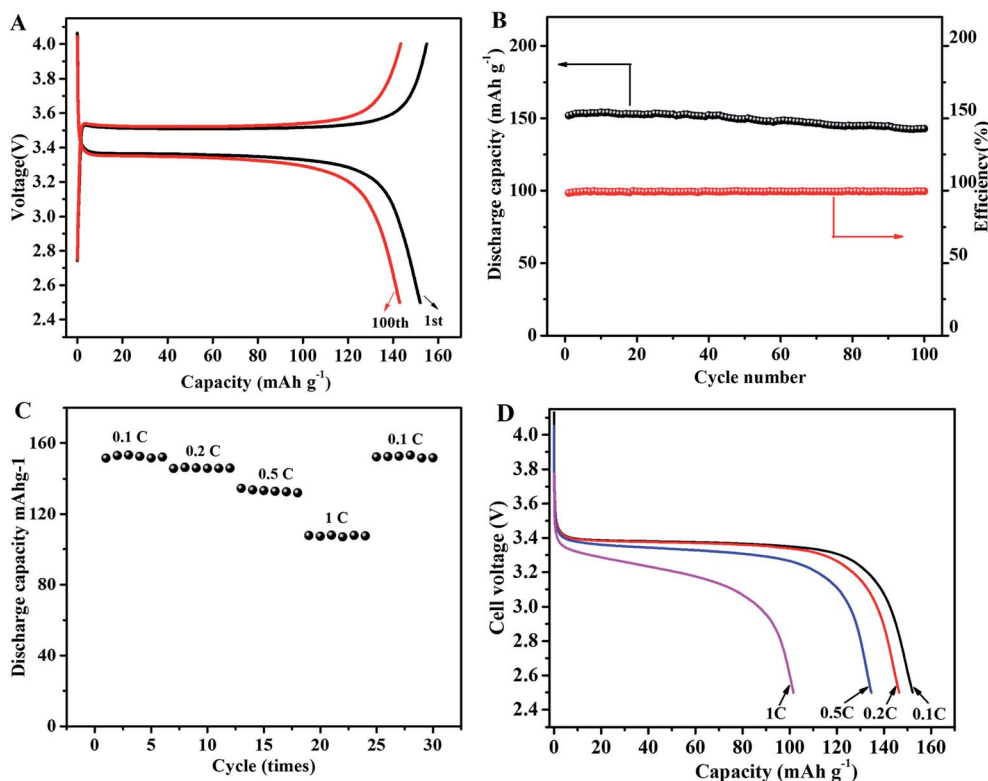 A
4.0
3.8
3.6
3.4
3.2
3.0
2.8
2.6
2.4
Voltage(V)
0 20 40 60 80 100 120 140 160
Capacity (mAh g-1)
100th
1st
B
200
150
100
50
0
Discharge capacity (mAh g-1)
200
150
100
50
0
Efficiency(%)
0 20 40 60 80 100
Cycle number
C
160
120
80
40
0
Discharge capacity mAhg-1
0.1 C
0.2 C
0.5 C
1 C
0.1 C
0 5 10 15 20 25 30
Cycle (times)
D
4.0
3.8
3.6
3.4
3.2
3.0
2.8
2.6
2.4
Cell voltage (V)
1C
0.5C
0.2C
0.1C
0 20 40 60 80 100 120 140 160
Capacity (mAh g-1)